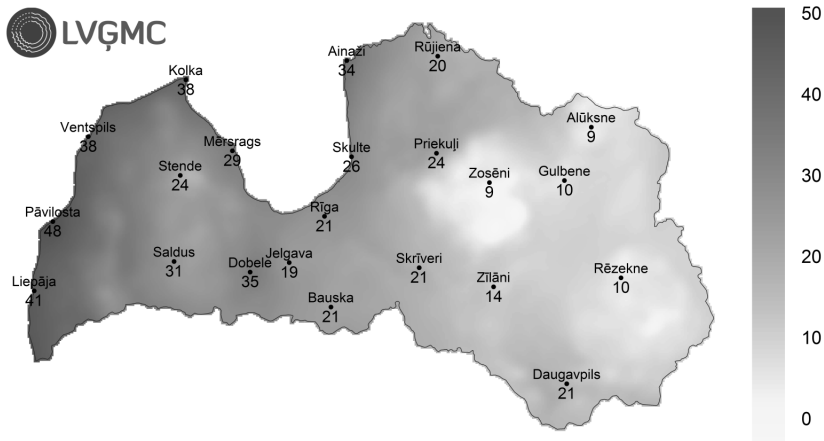 LVĢMC
50
40
30
20
10
0
Rūjiena
20
Ainaži
34
Kolka
38
Alūksne
9
Ventspils
38
Mērsrags
29
Skulte
26
Priekuļi
24
Stende
24
Zosēni
9
Gulbene
10
Pāvilosta
48
Rīga
21
Saldus
31
Dobele
35
Jelgava
19
Skrīveri
21
Zīlāni
14
Rēzekne
10
Liepāja
41
Bauska
21
Daugavpils
21